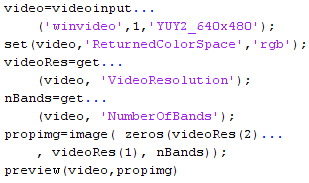 video=videoinput...
('winvideo',1,'YUY2_640x480');
set(video,'ReturnedColorSpace','rgb');
videoRes=get...
(video, 'VideoResolution');
nBands=get...
(video, 'NumberOfBands');
propimg=image( zeros(videoRes(2)...
, videoRes(1), nBands));
preview(video,propimg)